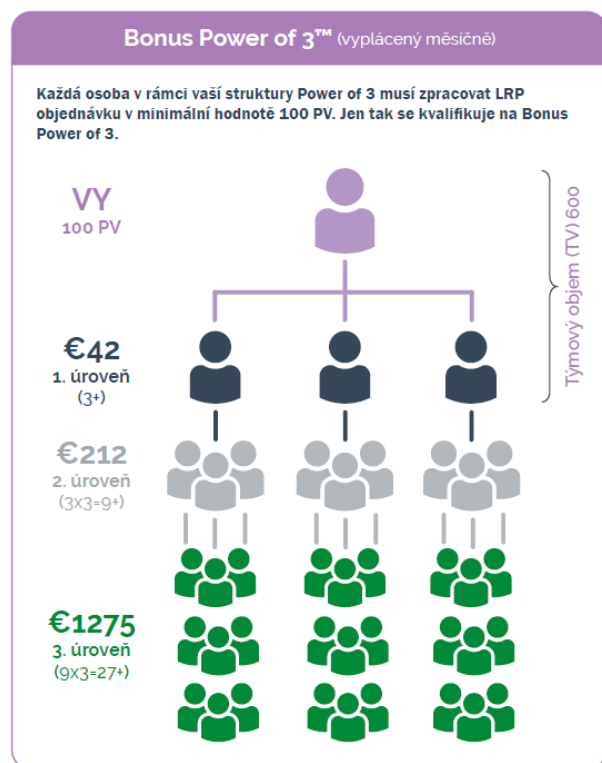 Bonus Power of 3™ (vyplácený měsíčně)
Každá osoba v rámci vaší struktury Power of 3 musí zpracovat LRP
objednávku v minimální hodnotě 100 PV. Jen tak se kvalifikuje na Bonus
Power of 3.
VY
100 PV
Týmový objem (TV) 600
€42
1. úroveň
(3+)
€212
2. úroveň
(3x3=9+)
€1275
3. úroveň
(9x3=27+)